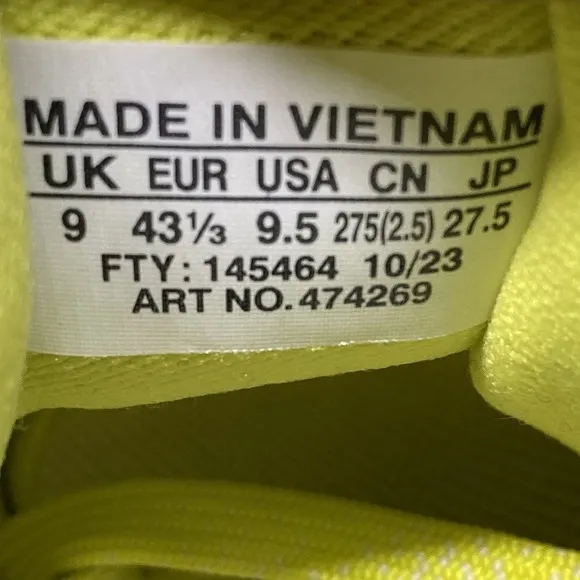 MADE IN VIETNAM
UK EUR USA CN JP
9 43⅓ 9.5 275(2.5) 27.5
FTY: 145464 10/23
ART NO. 474269